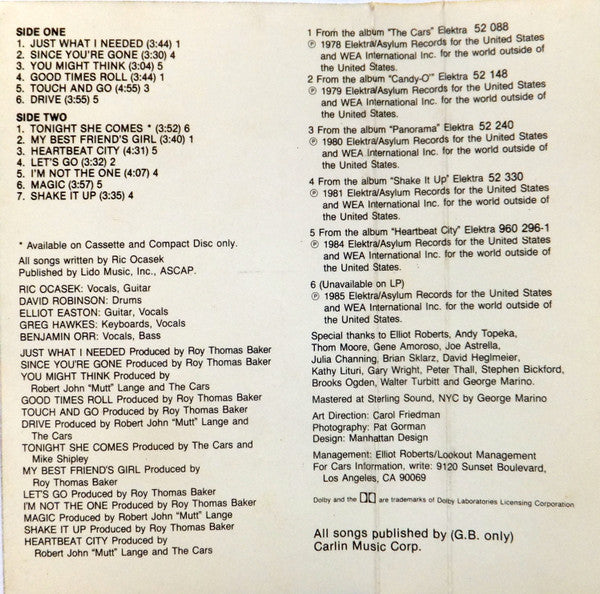 SIDE ONE
1. JUST WHAT I NEEDED (3:44) 1
2. SINCE YOU'RE GONE (3:30) 4
3. YOU MIGHT THINK (3:04) 5
4. GOOD TIMES ROLL (3:44) 1
5. TOUCH AND GO (4:55) 3
6. DRIVE (3:55) 5
SIDE TWO
1. TONIGHT SHE COMES * (3:52) 6
2. MY BEST FRIEND'S GIRL (3:40) 1
3. HEARTBEAT CITY (4:31) 5
4. LET'S GO (3:32) 2
5. I'M NOT THE ONE (4:07) 4
6. MAGIC (3:57) 5
7. SHAKE IT UP (3:35) 4
* Available on Cassette and Compact Disc only.
All songs written by Ric Ocasek
Published by Lido Music, Inc., ASCAP.
RIC OCASEK: Vocals, Guitar
DAVID ROBINSON: Drums
ELLIOT EASTON: Guitar, Vocals
GREG HAWKES: Keyboards, Vocals
BENJAMIN ORR: Vocals, Bass
JUST WHAT I NEEDED Produced by Roy Thomas Baker
SINCE YOU'RE GONE Produced by Roy Thomas Baker
YOU MIGHT THINK Produced by
Robert John "Mutt" Lange and The Cars
GOOD TIMES ROLL Produced by Roy Thomas Baker
TOUCH AND GO Produced by Roy Thomas Baker
DRIVE Produced by Robert John "Mutt" Lange and
The Cars
TONIGHT SHE COMES Produced by The Cars and
Mike Shipley
MY BEST FRIEND'S GIRL Produced by
Roy Thomas Baker
LET'S GO Produced by Roy Thomas Baker
I'M NOT THE ONE Produced by Roy Thomas Baker
MAGIC Produced by Robert John "Mutt" Lange
SHAKE IT UP Produced by Roy Thomas Baker
HEARTBEAT CITY Produced by
Robert John "Mutt" Lange and The Cars
1 From the album "The Cars" Elektra 52 088
℗ 1978 Elektra/Asylum Records for the United States
and WEA International Inc. for the world outside of
the United States.
2 From the album "Candy-O" Elektra 52 148
℗ 1979 Elektra/Asylum Records for the United States
and WEA International Inc. for the world outside of
the United States.
3 From the album "Panorama" Elektra 52 240
℗ 1980 Elektra/Asylum Records for the United States
and WEA International Inc. for the world outside of
the United States.
4 From the album "Shake It Up" Elektra 52 330
℗ 1981 Elektra/Asylum Records for the United States
and WEA International Inc. for the world outside of
the United States.
5 From the album "Heartbeat City" Elektra 960 296-1
℗ 1984 Elektra/Asylum Records for the United States
and WEA International Inc. for the world outside of
the United States.
6 (Unavailable on LP)
℗ 1985 Elektra/Asylum Records for the United States
and WEA International Inc. for the world outside of
the United States.
Special thanks to Elliot Roberts, Andy Topeka,
Thom Moore, Gene Amoroso, Joe Astrella,
Julia Channing, Brian Sklarz, David Heglmeier,
Kathy Lituri, Gary Wright, Peter Thall, Stephen Bickford,
Brooks Ogden, Walter Turbitt and George Marino.
Mastered at Sterling Sound, NYC by George Marino
Art Direction: Carol Friedman
Photography: Pat Gorman
Design: Manhattan Design
Management: Elliot Roberts/Lookout Management
For Cars Information, write: 9120 Sunset Boulevard,
Los Angeles, CA 90069
Dolby and the are trademarks of Dolby Laboratories Licensing Corporation
All songs published by (G.B. only)
Carlin Music Corp.